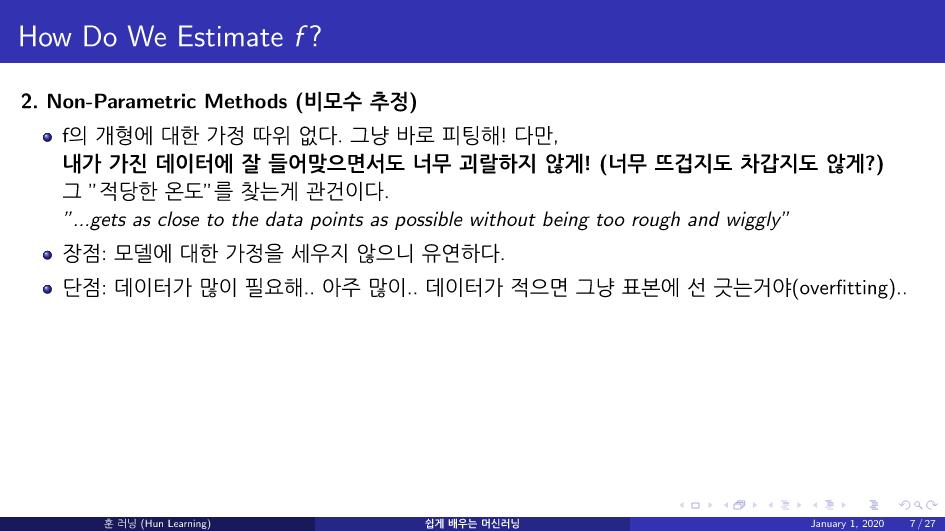 How Do We Estimate f?
2. Non-Parametric Methods (비모수 추정)
f의 개형에 대한 가정 따위 없다. 그냥 바로 피팅해! 다만,
내가 가진 데이터에 잘 들어맞으면서도 너무 괴랄하지 않게! (너무 뜨겁지도 차갑지도 않게?)
그 ”적당한 온도”를 찾는게 관건이다.
”...gets as close to the data points as possible without being too rough and wiggly”
장점: 모델에 대한 가정을 세우지 않으니 유연하다.
단점: 데이터가 많이 필요해.. 아주 많이.. 데이터가 적으면 그냥 표본에 선 긋는거야(overfitting)..
훈 러닝 (Hun Learning) 쉽게 배우는 머신러닝 January 1, 2020 7 / 27